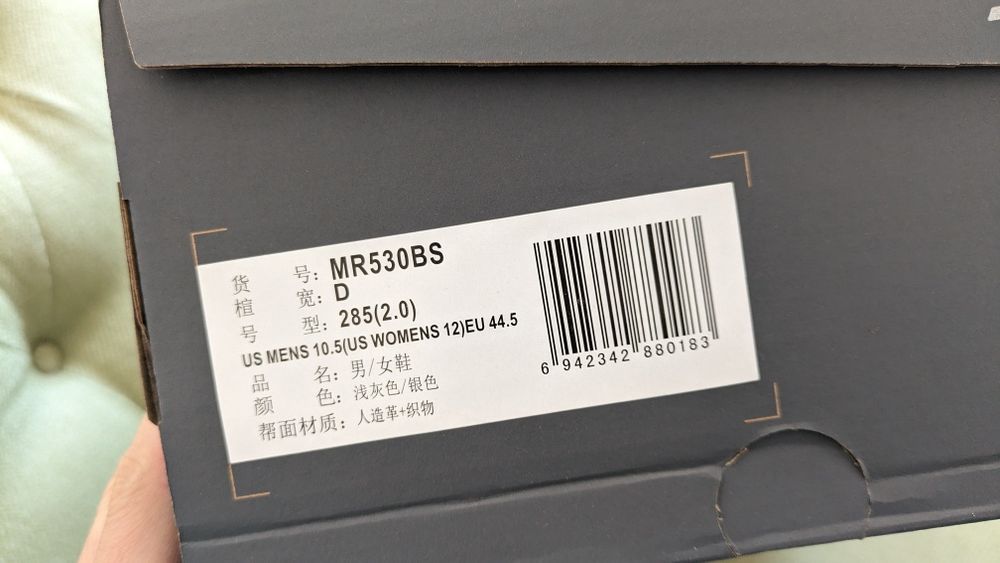 货 号: MR530BS
楦 宽: D
号 型: 285(2.0)
US MENS 10.5(US WOMENS 12)EU 44.5
品 名: 男/女鞋
颜 色: 浅灰色/银色
帮面材质: 人造革+织物
6 942342 880183